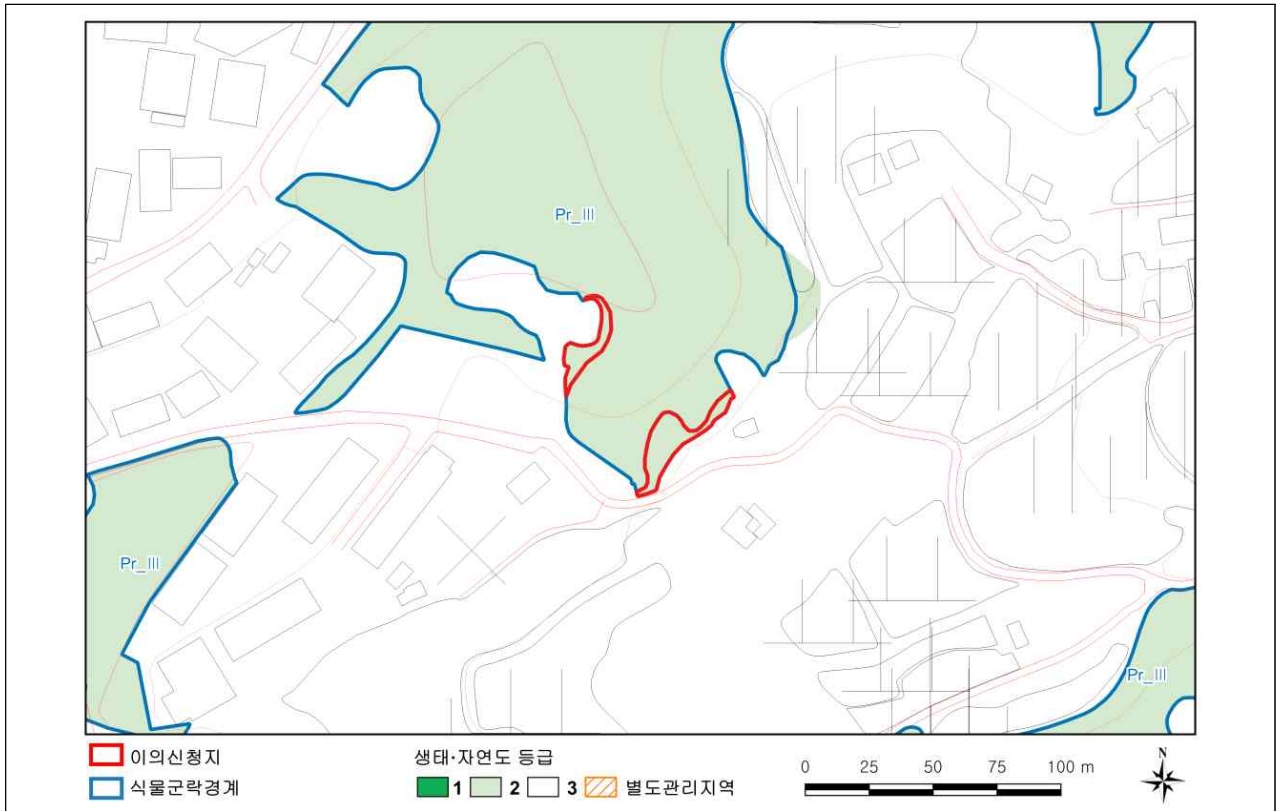 Pr_III
Pr_III
Pr_III
이의신청지
식물군락경계
생태·자연도 등급
1 2 3 별도관리지역
0 25 50 75 100 m
N